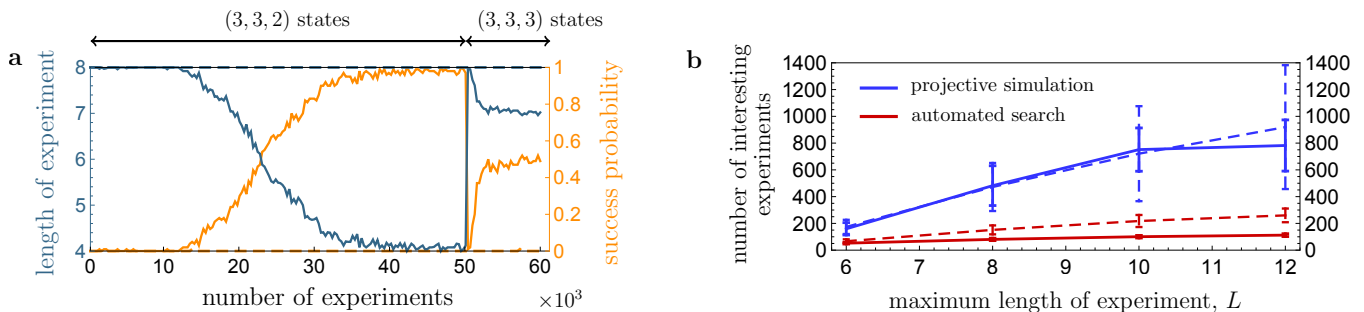 (3,3,2) states
(3,3,3) states
a
length of experiment
8
7
6
5
4
success probability
1
0.8
0.6
0.4
0.2
0
0 10 20 30 40 50 60
number of experiments
×10³
b
number of interesting
experiments
1400
1200
1000
800
600
400
200
0
projective simulation
automated search
1400
1200
1000
800
600
400
200
0
6 7 8 9 10 11 12
maximum length of experiment, L